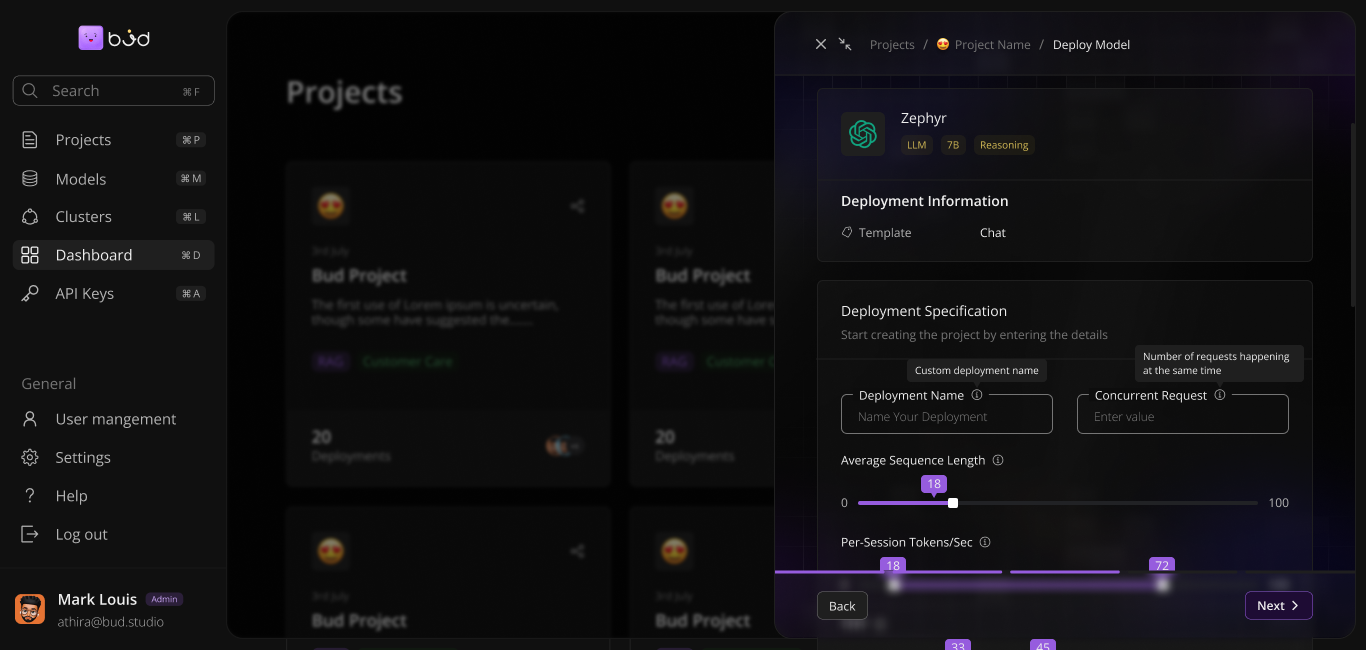 bud
Search ⌘ F
Projects ⌘ P
Models ⌘ M
Clusters ⌘ L
Dashboard ⌘ D
API Keys ⌘ A
General
User mangement
Settings
Help
Log out
Mark Louis Admin
athira@bud.studio
Projects
3rd July
Bud Project
The first use of Lorem ipsum is uncertain,
though some have suggested the.......
RAG Customer Care
20
Deployments
3rd July
Bud Project
The first use of Lore
though some have
RAG Customer C
20
Deployments
3rd July
Bud Project
3rd July
Bud Project
Projects / 😍 Project Name / Deploy Model
Zephyr
LLM 7B Reasoning
Deployment Information
Template Chat
Deployment Specification
Start creating the project by entering the details
Custom deployment name
Number of requests happening
at the same time
Deployment Name
Name Your Deployment
Concurrent Request
Enter value
Average Sequence Length
18
0 100
Per-Session Tokens/Sec
18 72
Back Next
33 45